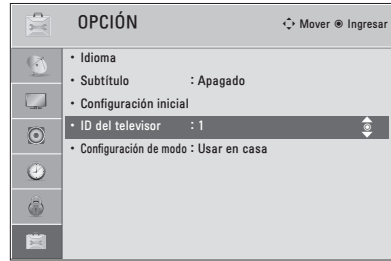 OPCIÓN Mover Ingresar
• Idioma
• Subtítulo : Apagado
• Configuración inicial
• ID del televisor : 1
• Configuración de modo : Usar en casa